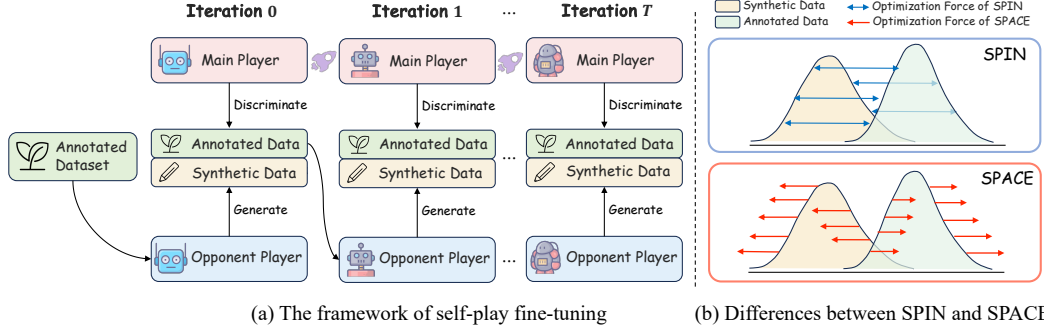 Iteration 0
Iteration 1
...
Iteration T
Main Player
Main Player
Main Player
Discriminate
Discriminate
Discriminate
Annotated
Dataset
Annotated Data
Synthetic Data
Annotated Data
Synthetic Data
...
Annotated Data
Synthetic Data
Generate
Generate
Generate
Opponent Player
Opponent Player
...
Opponent Player
(a) The framework of self-play fine-tuning
Synthetic Data
Optimization Force of SPIN
Annotated Data
Optimization Force of SPACE
SPIN
SPACE
(b) Differences between SPIN and SPACE